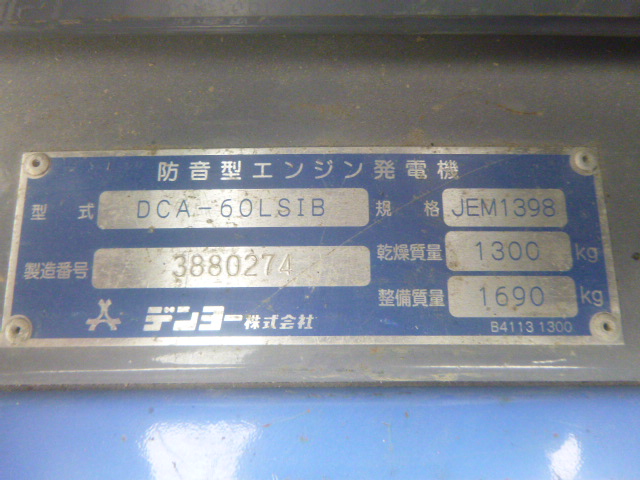 防音型エンジン発電機
型式 DCA-60LSIB 規格 JEM1398
製造番号 3880274 乾燥質量 1300 kg
整備質量 1690 kg
デンヨー株式会社 B4113 1300